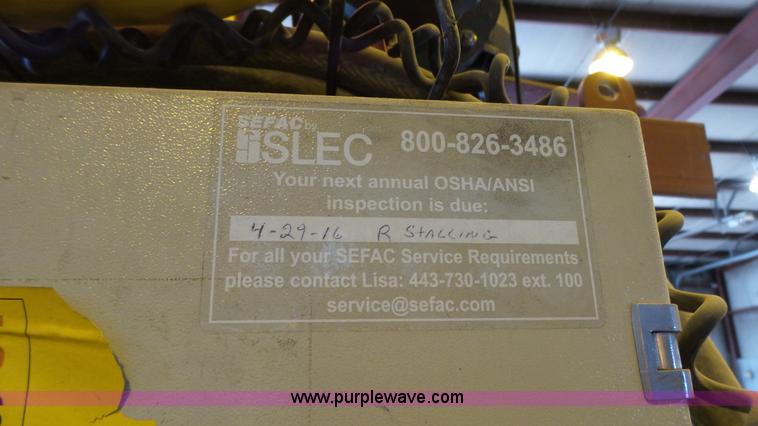 SEFAC by
SLEC 800-826-3486
Your next annual OSHA/ANSI
inspection is due:
4-29-16 R STALLING
For all your SEFAC Service Requirements
please contact Lisa: 443-730-1023 ext. 100
service@sefac.com
www.purplewave.com